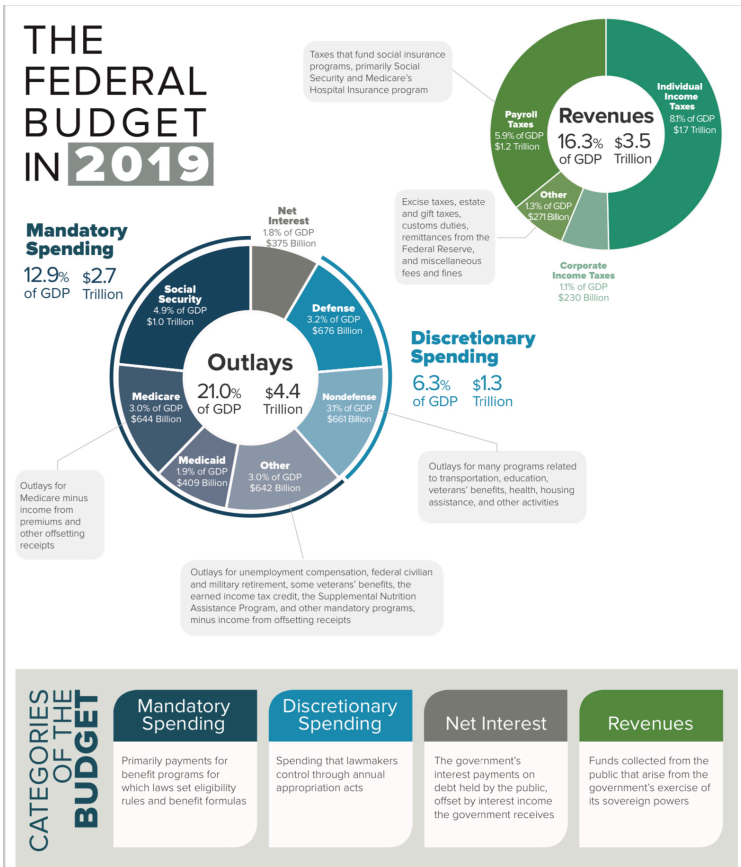 THE
FEDERAL
BUDGET
IN 2019
Taxes that fund social insurance
programs, primarily Social
Security and Medicare's
Hospital Insurance program
Revenues
16.3% $3.5
of GDP Trillion
Individual
Income
Taxes
8.1% of GDP
$1.7 Trillion
Payroll
Taxes
5.9% of GDP
$1.2 Trillion
Other
1.3% of GDP
$271 Billion
Corporate
Income Taxes
1.1% of GDP
$230 Billion
Excise taxes, estate
and gift taxes,
customs duties,
remittances from the
Federal Reserve,
and miscellaneous
fees and fines
Mandatory
Spending
12.9% $2.7
of GDP Trillion
Net
Interest
1.8% of GDP
$375 Billion
Social
Security
4.9% of GDP
$1.0 Trillion
Defense
3.2% of GDP
$676 Billion
Outlays
21.0% $4.4
of GDP Trillion
Discretionary
Spending
6.3% $1.3
of GDP Trillion
Medicare
3.0% of GDP
$644 Billion
Nondefense
3.1% of GDP
$661 Billion
Medicaid
1.9% of GDP
$409 Billion
Other
3.0% of GDP
$642 Billion
Outlays for
Medicare minus
income from
premiums and
other offsetting
receipts
Outlays for many programs related
to transportation, education,
veterans' benefits, health, housing
assistance, and other activities
Outlays for unemployment compensation, federal civilian
and military retirement, some veterans' benefits, the
earned income tax credit, the Supplemental Nutrition
Assistance Program, and other mandatory programs,
minus income from offsetting receipts
CATEGORIES
OF THE
BUDGET
Mandatory
Spending
Primarily payments for
benefit programs for
which laws set eligibility
rules and benefit formulas
Discretionary
Spending
Spending that lawmakers
control through annual
appropriation acts
Net Interest
The government's
interest payments on
debt held by the public,
offset by interest income
the government receives
Revenues
Funds collected from the
public that arise from the
government's exercise of
its sovereign powers